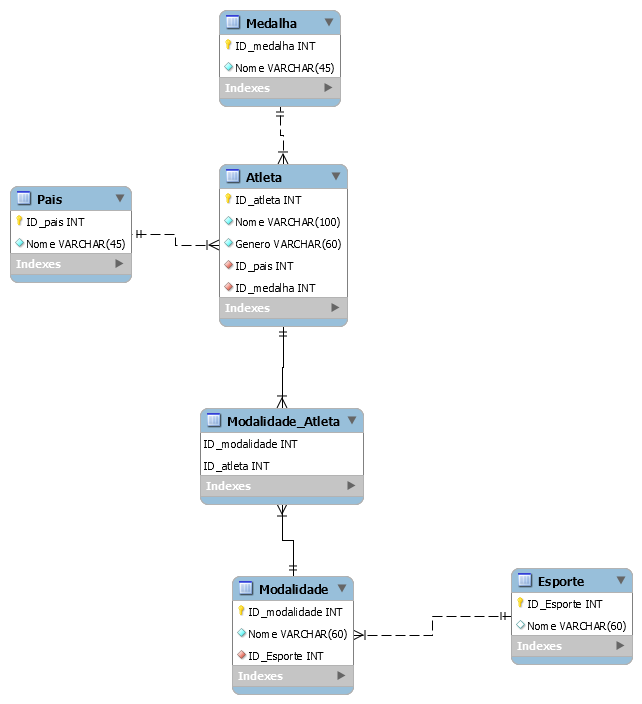 Medalha
ID_medalha INT
Nome VARCHAR(45)
Indexes
Atleta
ID_atleta INT
Nome VARCHAR(100)
Genero VARCHAR(60)
ID_pais INT
ID_medalha INT
Indexes
Pais
ID_pais INT
Nome VARCHAR(45)
Indexes
Modalidade_Atleta
ID_modalidade INT
ID_atleta INT
Indexes
Modalidade
ID_modalidade INT
Nome VARCHAR(60)
ID_Esporte INT
Indexes
Esporte
ID_Esporte INT
Nome VARCHAR(60)
Indexes